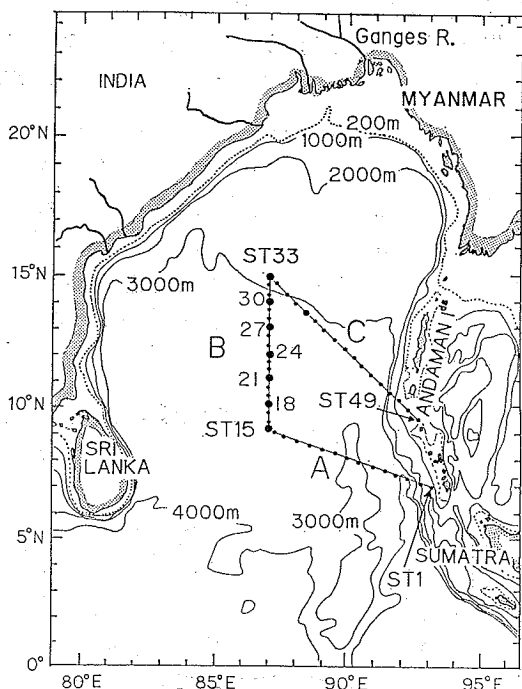 Ganges R.
INDIA
MYANMAR
20°N
200m
1000m
2000m
ST33
15°
3000m
30
27
B
24
C
21
ANDAMAN I
10°
18
ST49
ST15
SRI
LANKA
A
5°N
4000m
3000m
SUMATRA
ST1
0°
80°E
85°E
90°E
95°E